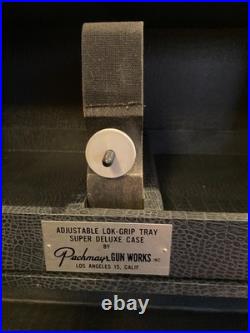 ADJUSTABLE LOK-GRIP TRAY
SUPER DELUXE CASE
BY
Pachmayr GUN WORKS INC
LOS ANGELES 15, CALIF